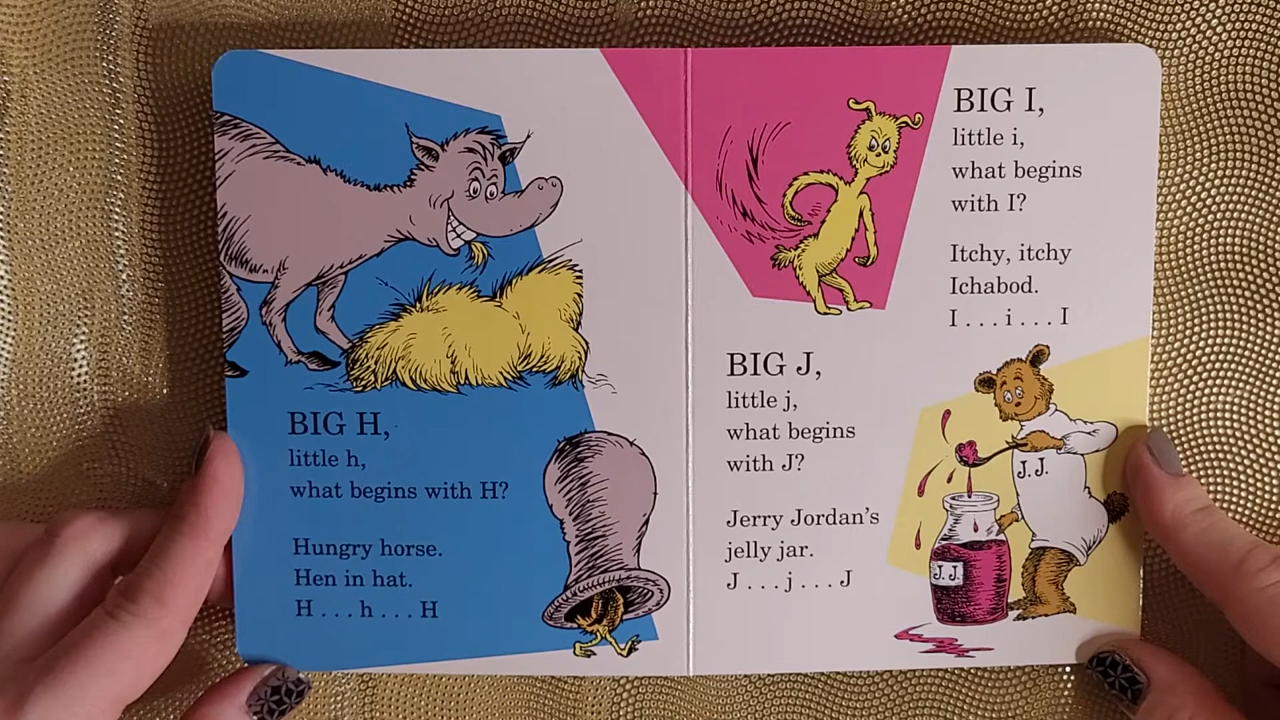 BIG H,
little h,
what begins with H?
Hungry horse.
Hen in hat.
H . . . h . . . H
BIG I,
little i,
what begins
with I?
Itchy, itchy
Ichabod.
I . . . i . . . I
BIG J,
little j,
what begins
with J?
Jerry Jordan's
jelly jar.
J . . . j . . . J
J.J.
J.J.